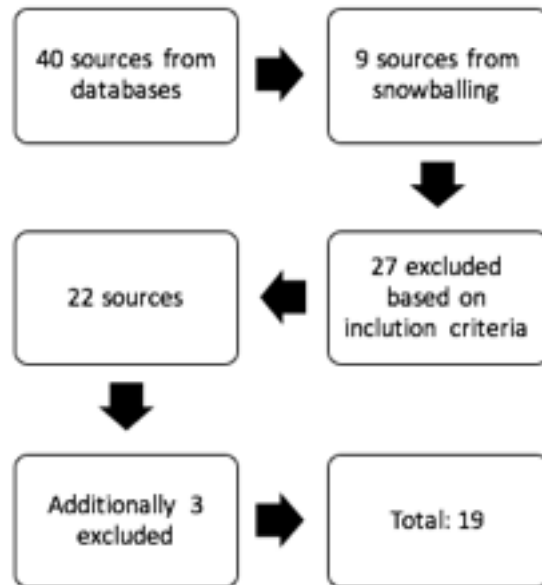 40 sources from
databases
9 sources from
snowballing
27 excluded
based on
inclution criteria
22 sources
Additionally 3
excluded
Total: 19